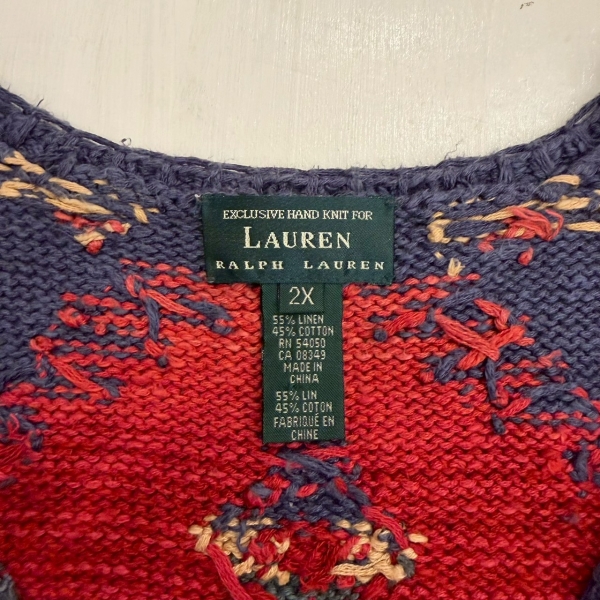 EXCLUSIVE HAND KNIT FOR
LAUREN
RALPH LAUREN
2X
55% LINEN
45% COTTON
RN 54050
CA 08349
MADE IN
CHINA
55% LIN
45% COTON
FABRIQUÉ EN
CHINE